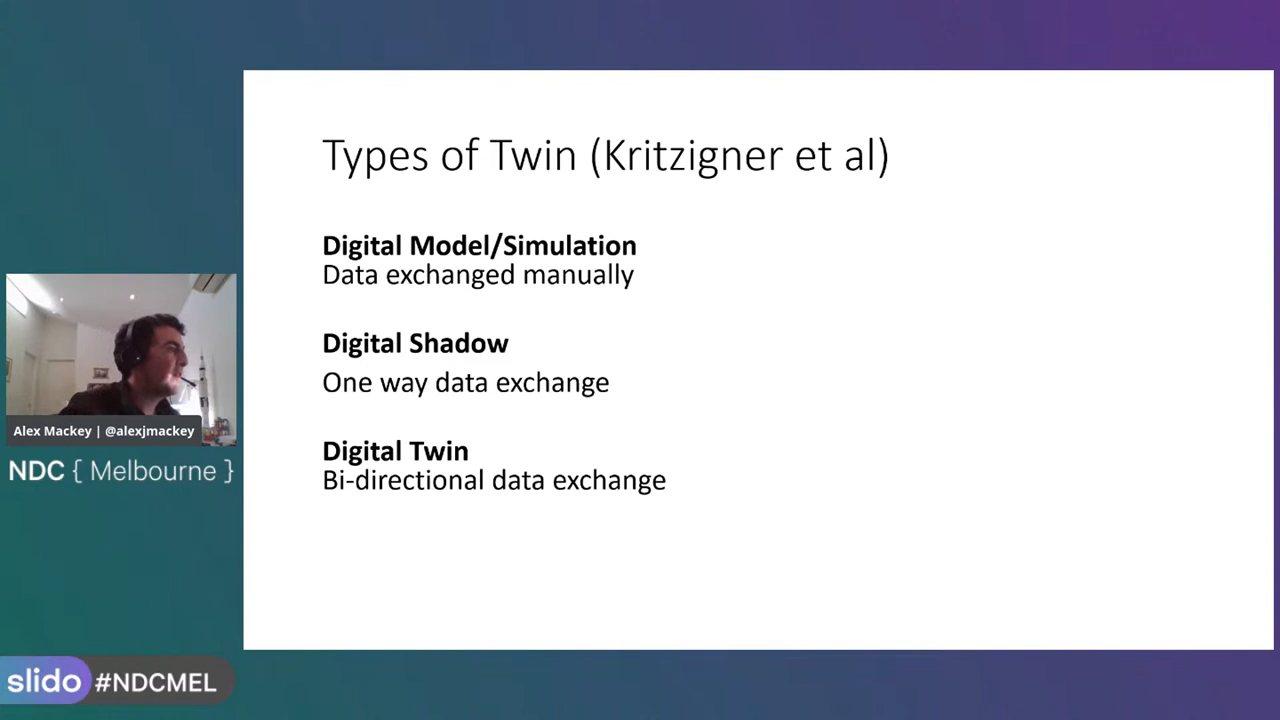 Types of Twin (Kritzigner et al)
Digital Model/Simulation
Data exchanged manually
Digital Shadow
One way data exchange
Digital Twin
Bi-directional data exchange
Alex Mackey | @alexjmackey
NDC { Melbourne }
slido #NDCMEL